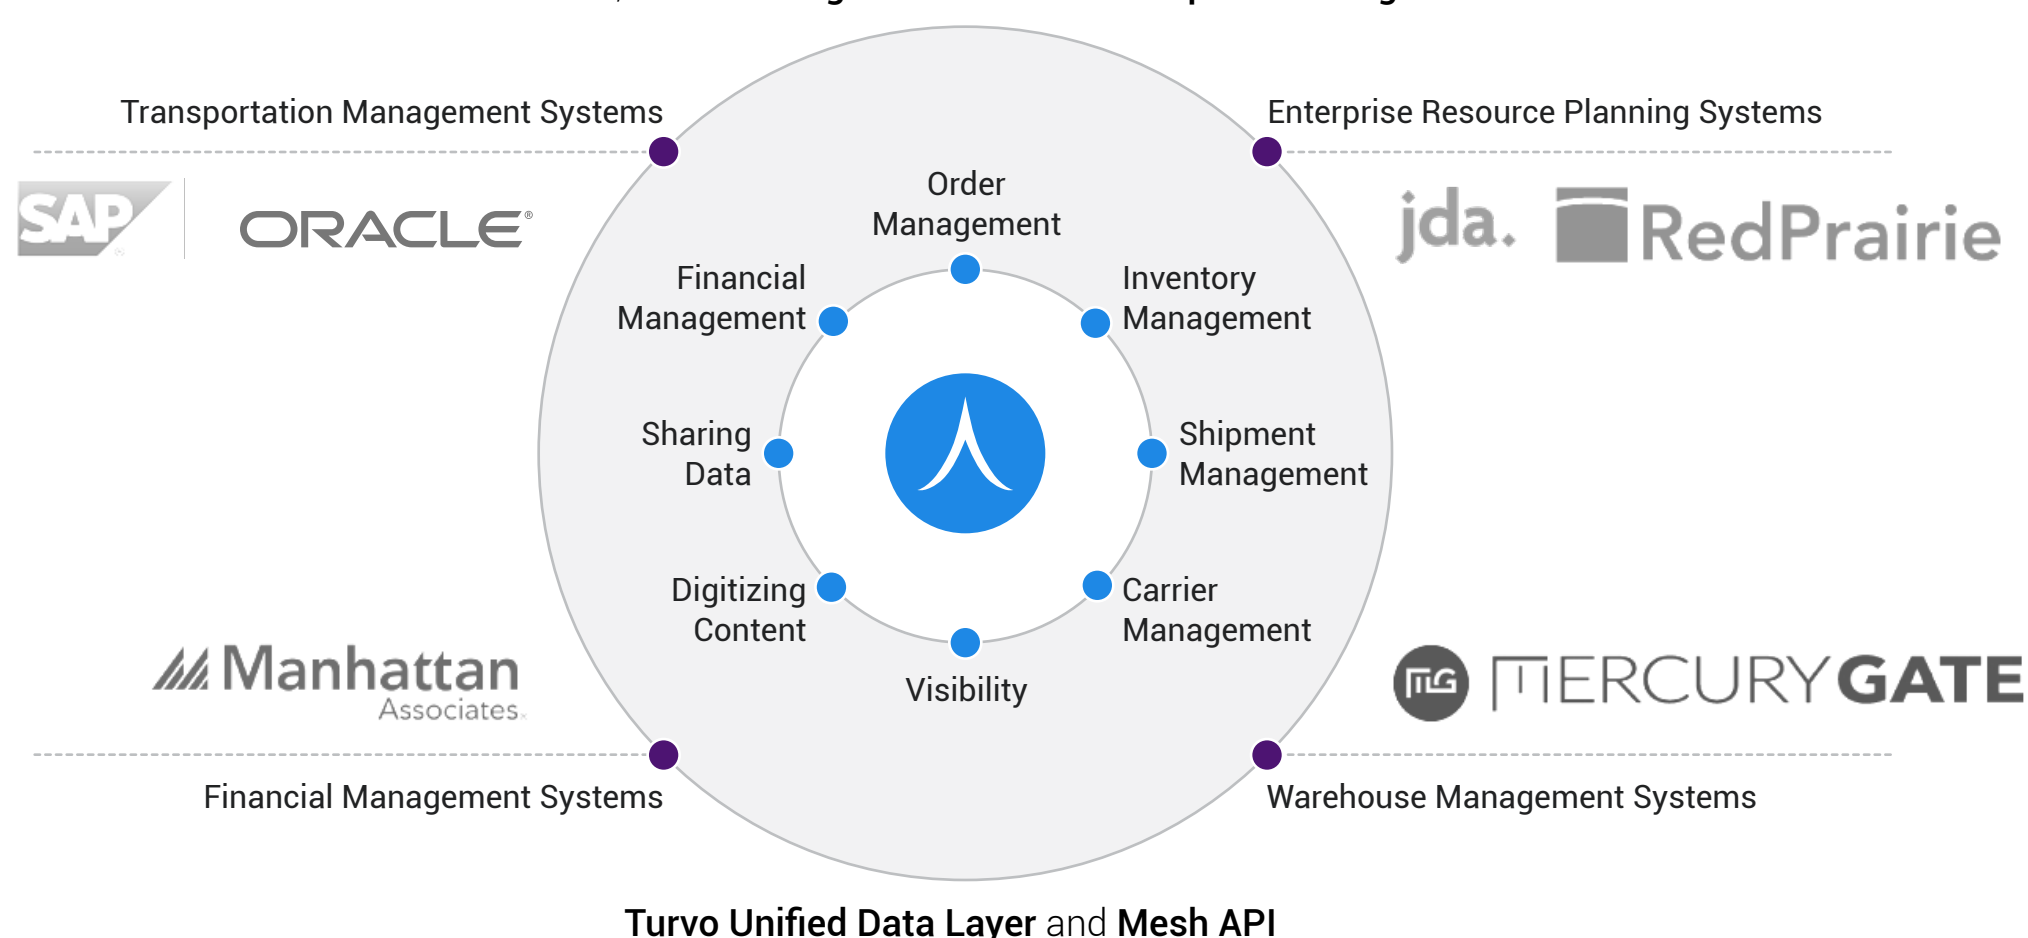 Transportation Management Systems
Enterprise Resource Planning Systems
SAP ®
ORACLE®
jda.
RedPrairie
Order
Management
Financial
Management
Inventory
Management
Sharing
Data
Shipment
Management
Digitizing
Content
Carrier
Management
Visibility
Manhattan
Associates
MG MERCURYGATE
Financial Management Systems
Warehouse Management Systems
Turvo Unified Data Layer and Mesh API